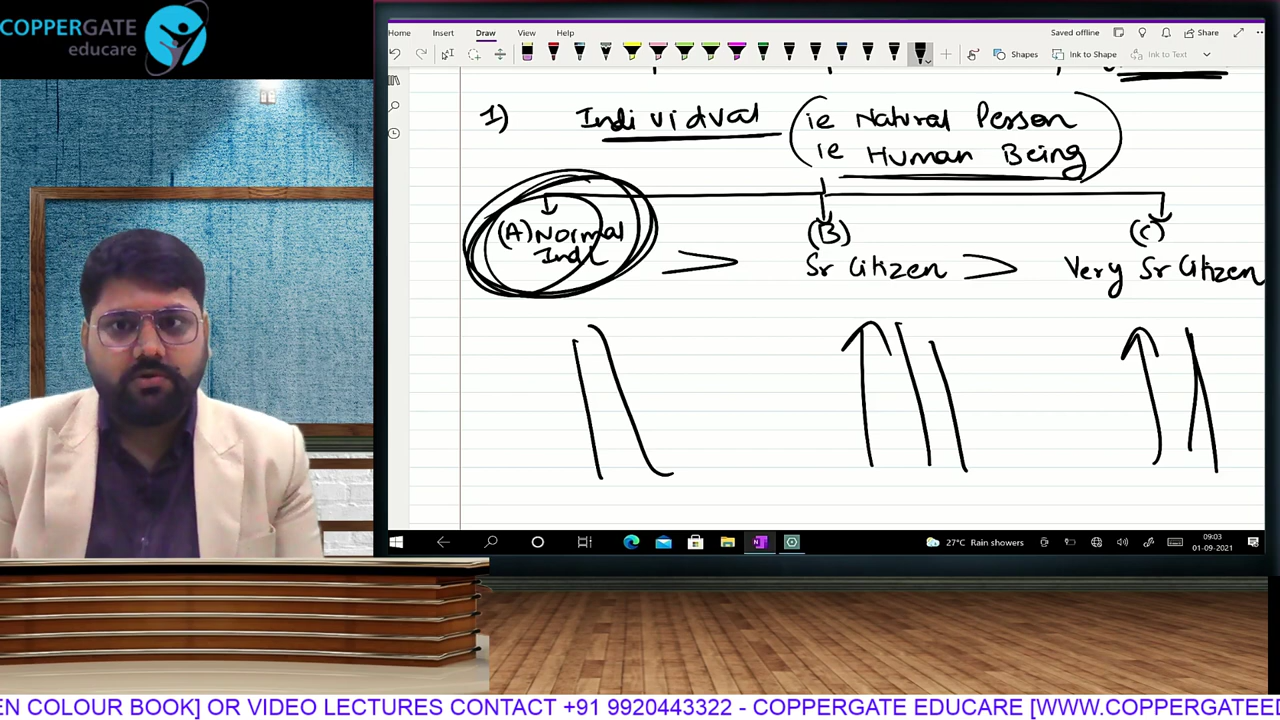 COPPERGATE
educare
Home Insert Draw View Help
Saved offline
Share
Shapes
Ink to Shape
Ink to Text
1) Individual (ie Natural Person
ie Human Being)
(A) Normal
Indl
> (B)
Sr Citizen >
(C)
Very Sr Citizen
27°C Rain showers
09:03
01-09-2021
EN COLOUR BOOK] OR VIDEO LECTURES CONTACT +91 9920443322 - COPPERGATE EDUCARE [WWW.COPPERGATEED